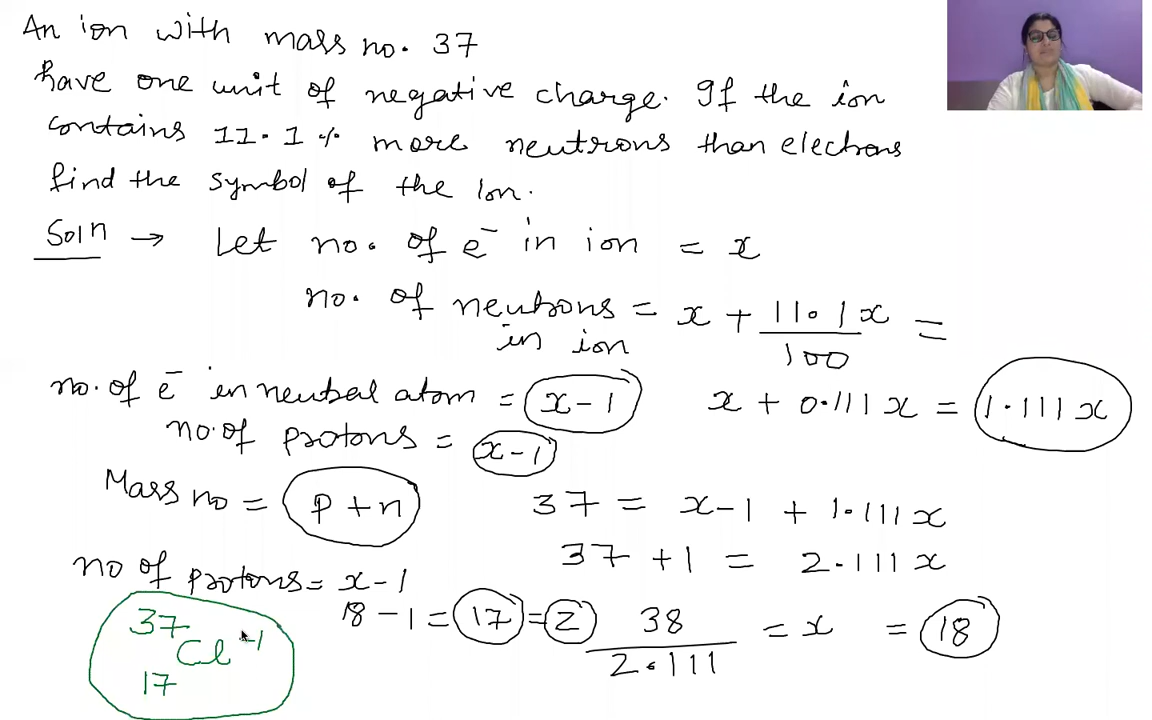 An ion with mass no. 37
have one unit of negative charge. If the ion
contains 11.1% more neutrons than electrons
find the symbol of the Ion.
Soln → Let no. of e⁻ in ion = x
no. of neutrons in ion = x + 11.1x/100 =
x + 0.111x = 1.111x
no. of e⁻ in neutral atom = x-1
no. of protons = x-1
Mass no = p+n
37 = x-1 + 1.111x
37 + 1 = 2.111x
38/2.111 = x = 18
no of protons = x-1
18-1 = 17 = Z
37
Cl -1
17